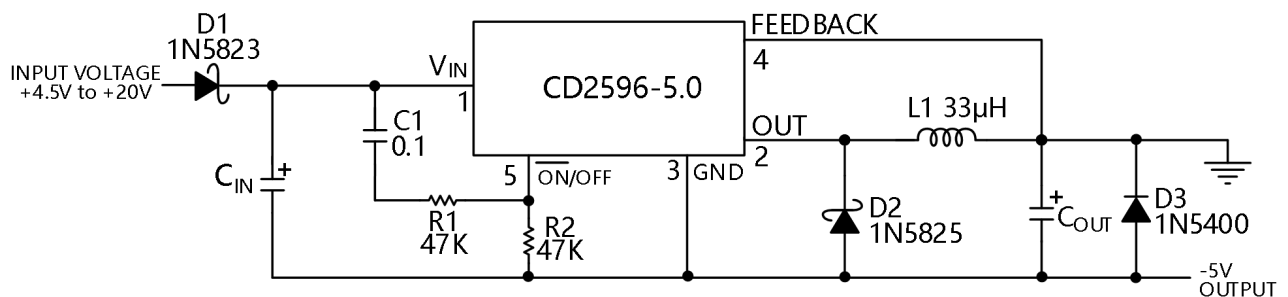 D1
1N5823
INPUT VOLTAGE
+4.5V to +20V
VIN
1
CD2596-5.0
FEEDBACK
4
C1
0.1
CIN
+
5
ON/OFF
3
GND
OUT
2
L1 33μH
R1
47K
R2
47K
D2
1N5825
+
COUT
D3
1N5400
-5V
OUTPUT